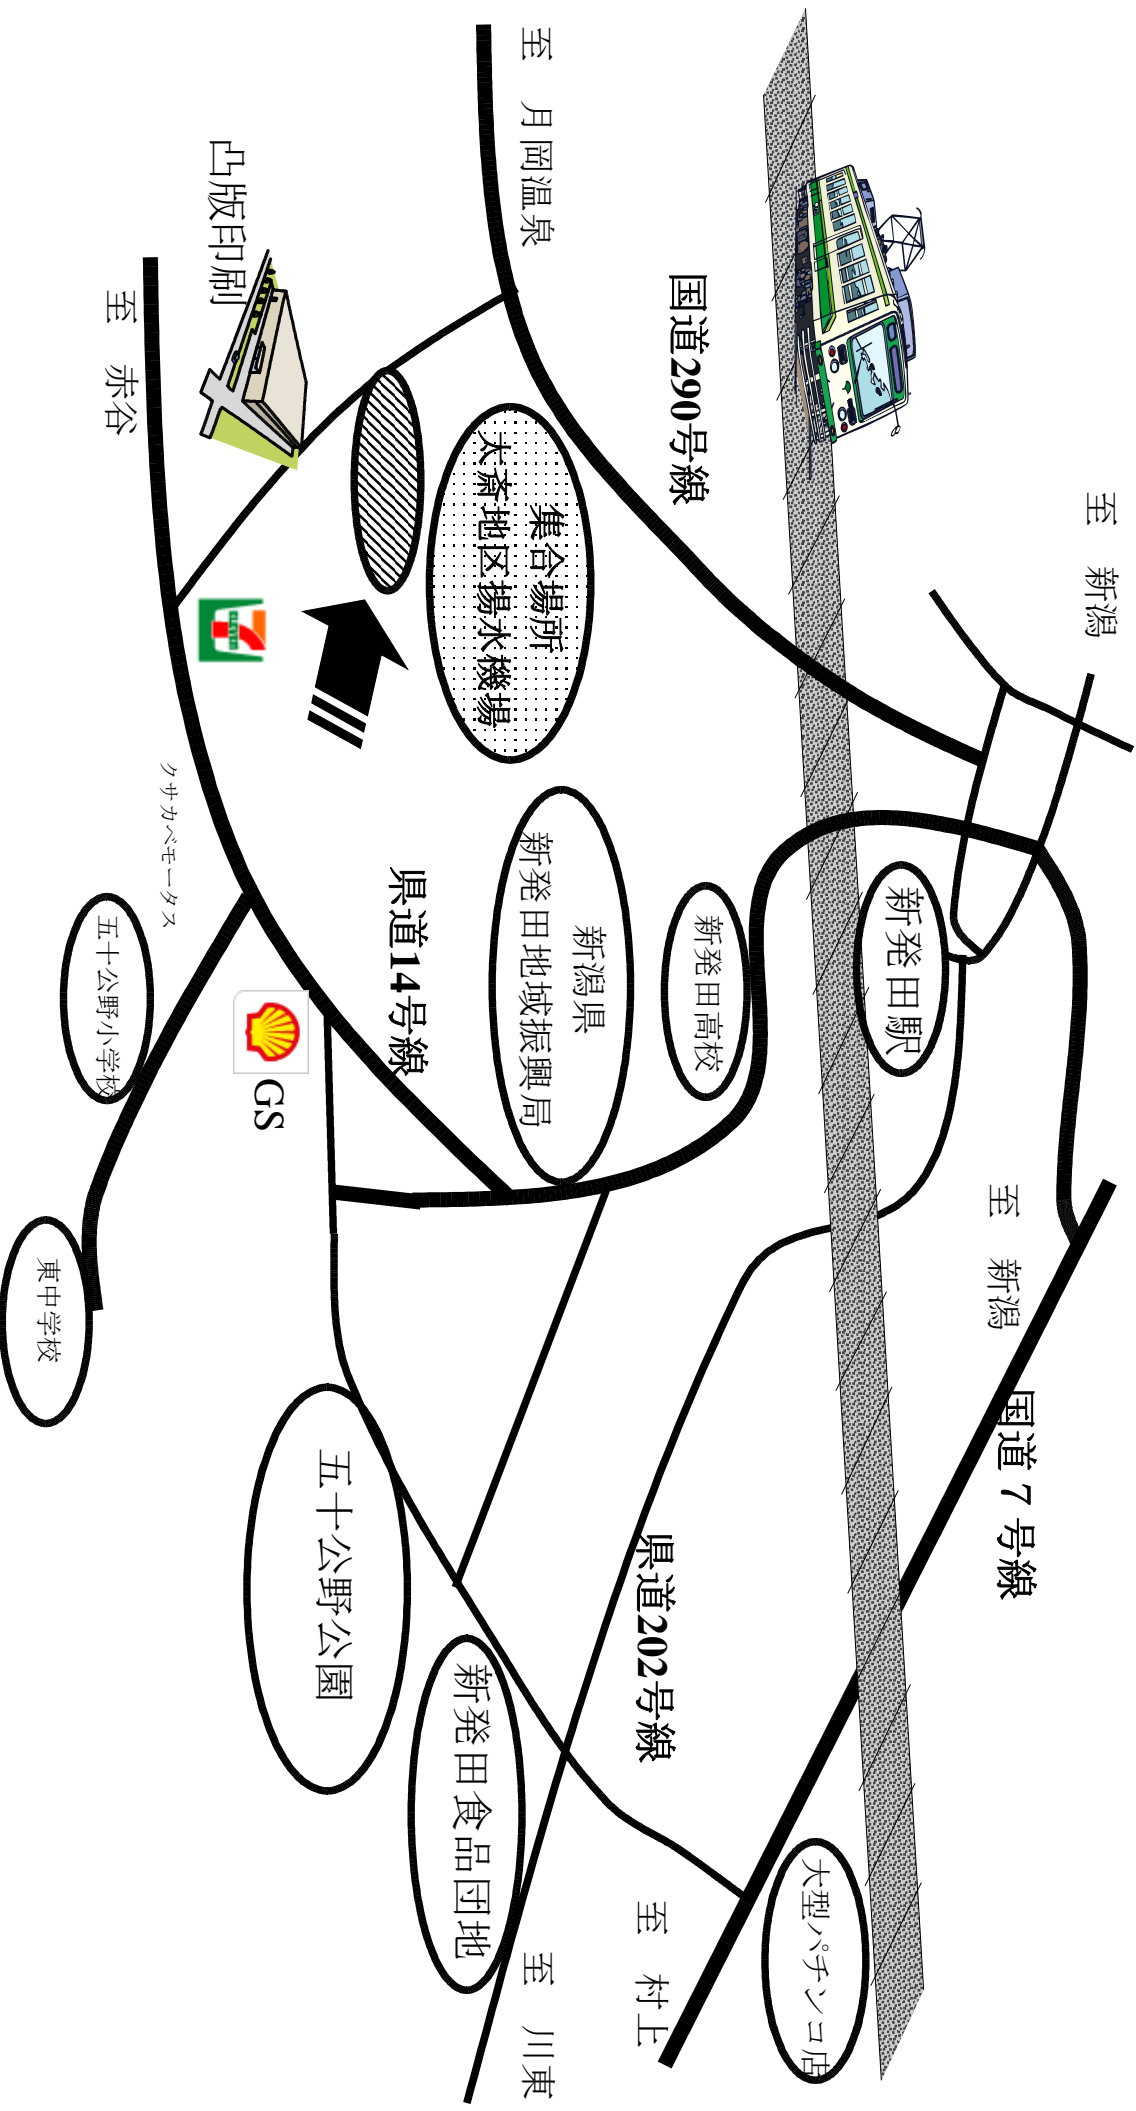 至　新潟
至　新潟
国道７号線
大型パチンコ店
新発田駅
国道290号線
新発田高校
県道202号線
至　村上
至　月岡温泉
集合場所
太斎地区揚水機場
新潟県
新発田地域振興局
至　川東
新発田食品団地
県道14号線
五十公野公園
凸版印刷
ELEVEN
GS
クサカベモータス
至　赤谷
五十公野小学校
東中学校